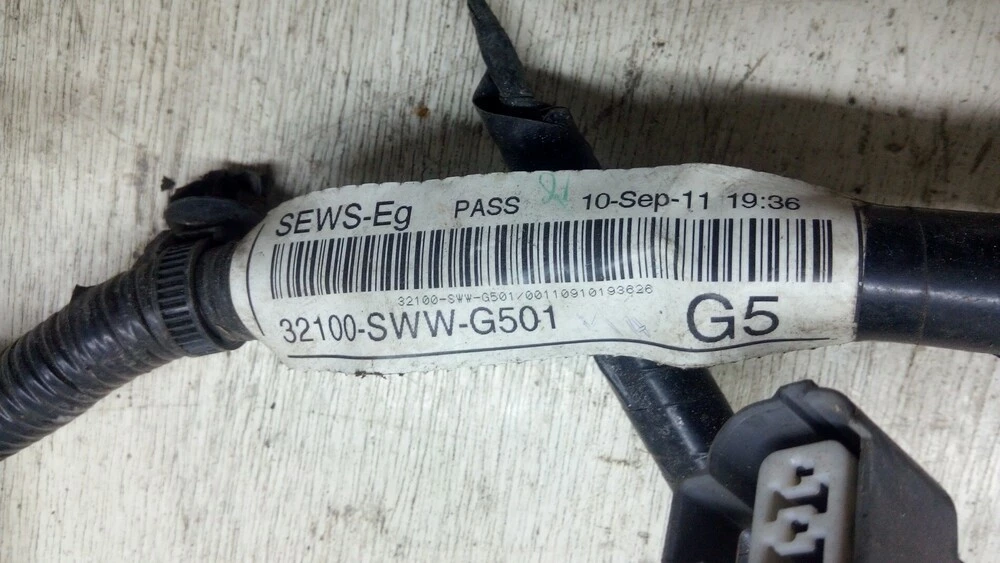 SEWS-Eg PASS 10-Sep-11 19:36
32100-SWW-G501/00110910193626
32100-SWW-G501 G5